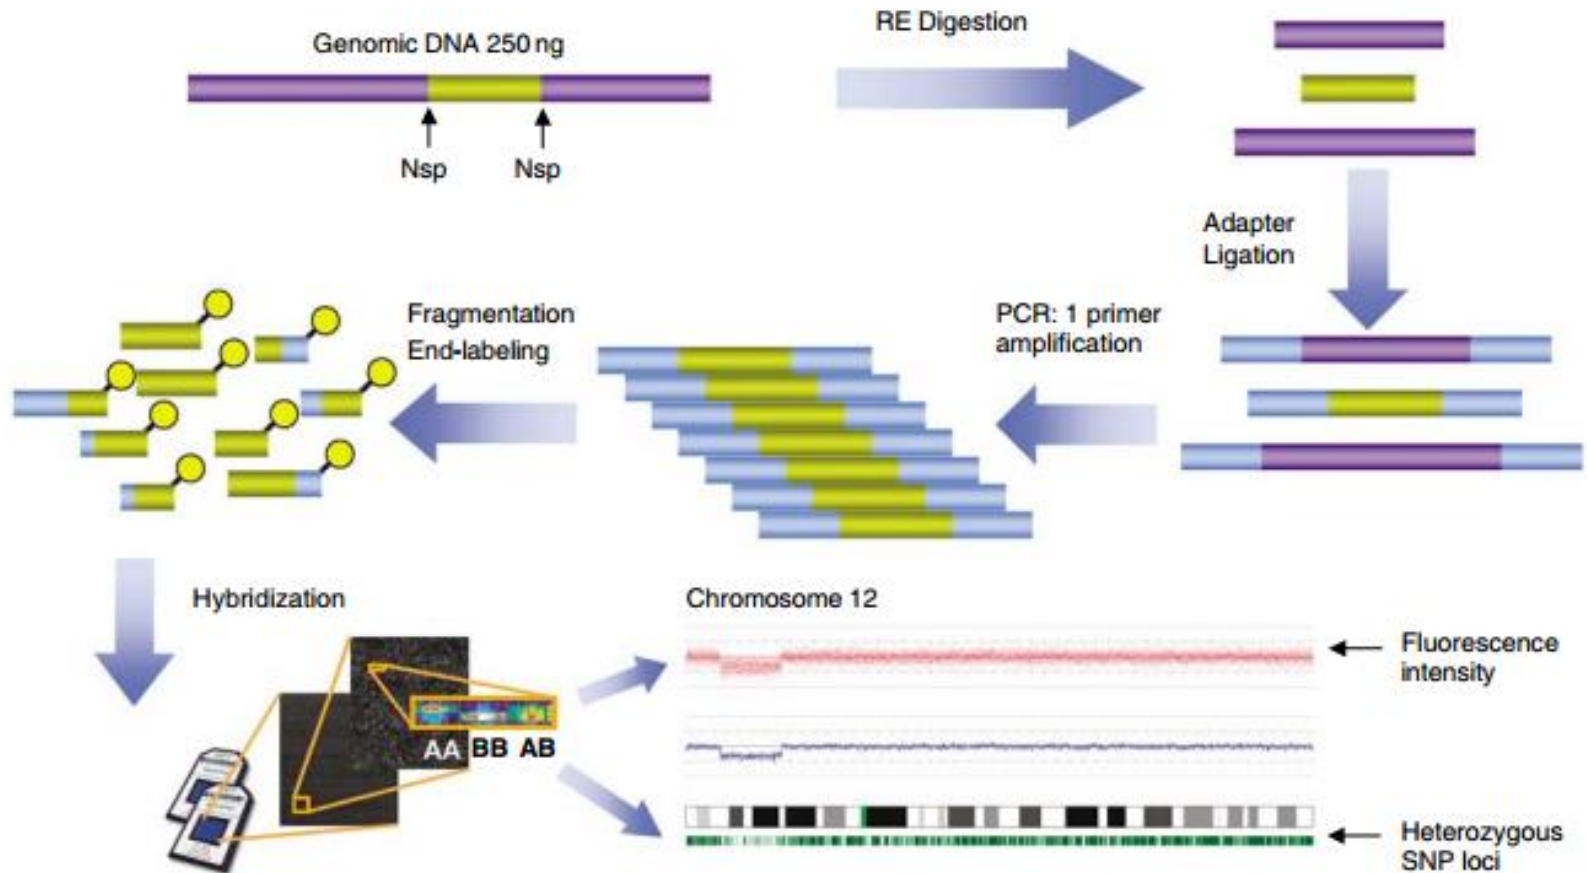 Genomic DNA 250 ng
Nsp
Nsp
RE Digestion
Adapter
Ligation
PCR: 1 primer
amplification
Fragmentation
End-labeling
Hybridization
AA BB AB
Chromosome 12
Fluorescence
intensity
Heterozygous
SNP loci